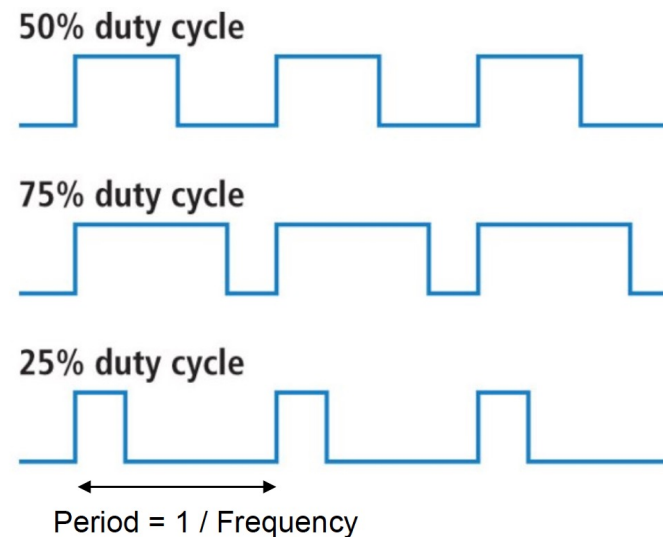 50% duty cycle
75% duty cycle
25% duty cycle
Period = 1 / Frequency